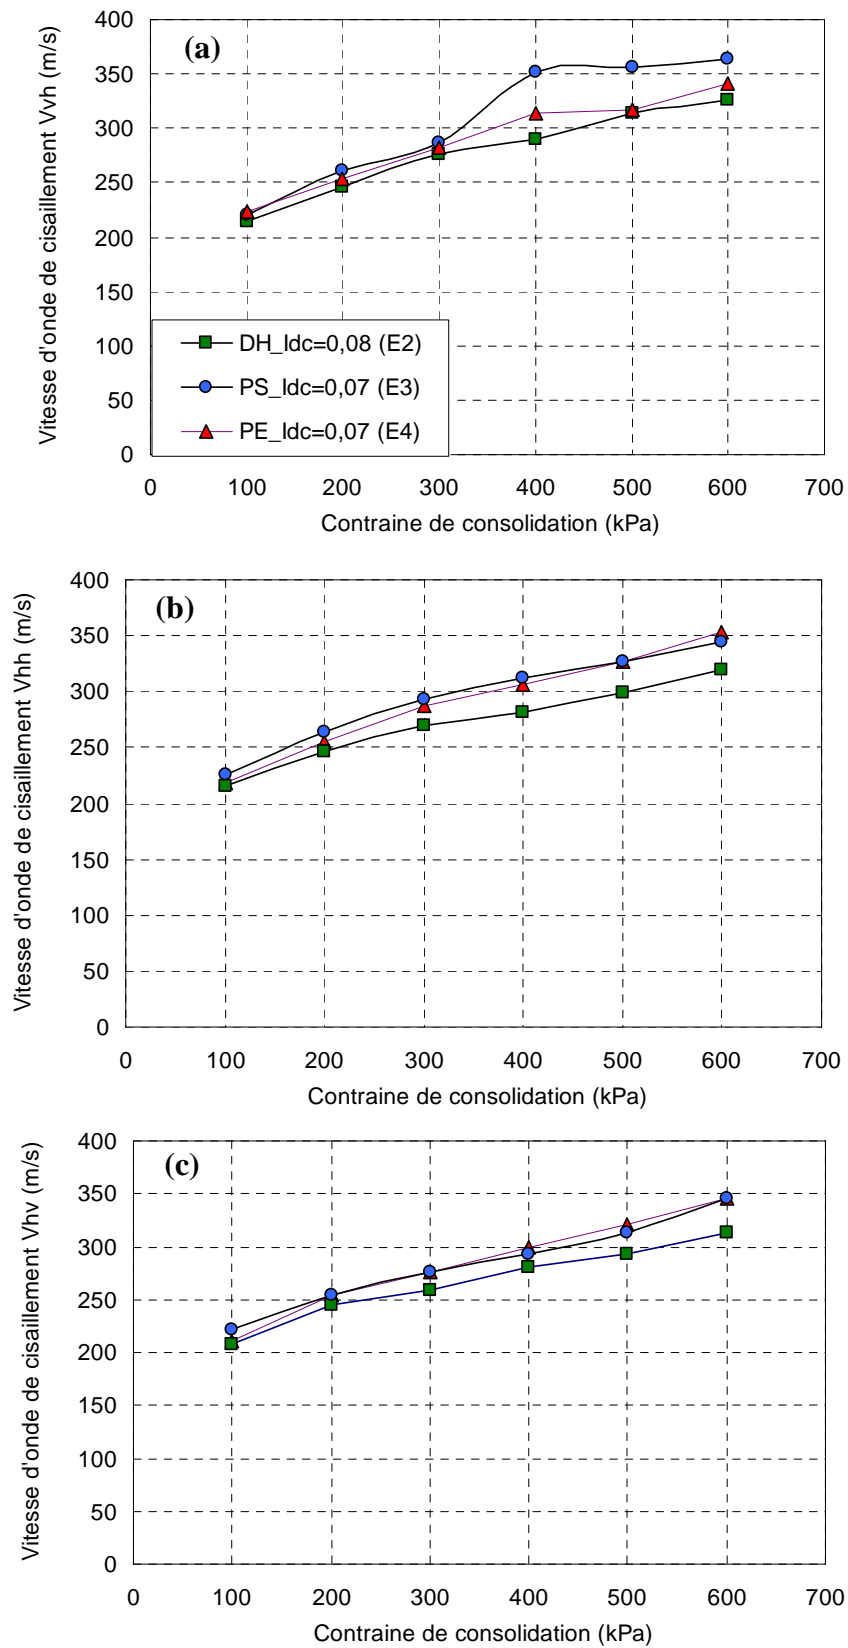 400
(a)
350
300
250
200
150
100
50
0
Vitesse d'onde de cisaillement Vvh (m/s)
DH_Idc=0,08 (E2)
PS_Idc=0,07 (E3)
PE_Idc=0,07 (E4)
0 100 200 300 400 500 600 700
Contraine de consolidation (kPa)
400
(b)
350
300
250
200
150
100
50
0
Vitesse d'onde de cisaillement Vhh (m/s)
0 100 200 300 400 500 600 700
Contraine de consolidation (kPa)
400
(c)
350
300
250
200
150
100
50
0
Vitesse d'onde de cisaillement Vhv (m/s)
0 100 200 300 400 500 600 700
Contraine de consolidation (kPa)